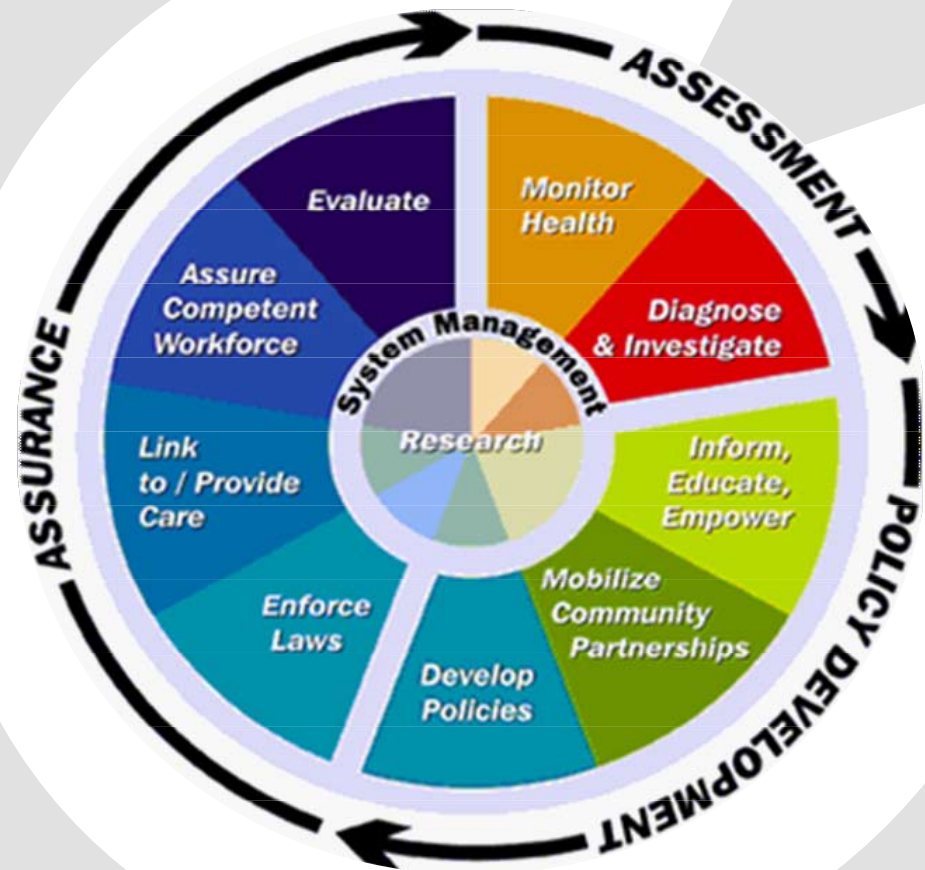 ASSESSMENT
Monitor
Health
Diagnose
& Investigate
POLICY DEVELOPMENT
Inform,
Educate,
Empower
Mobilize
Community
Partnerships
Develop
Policies
ASSURANCE
Enforce
Laws
Link
to / Provide
Care
Assure
Competent
Workforce
Evaluate
System Management
Research